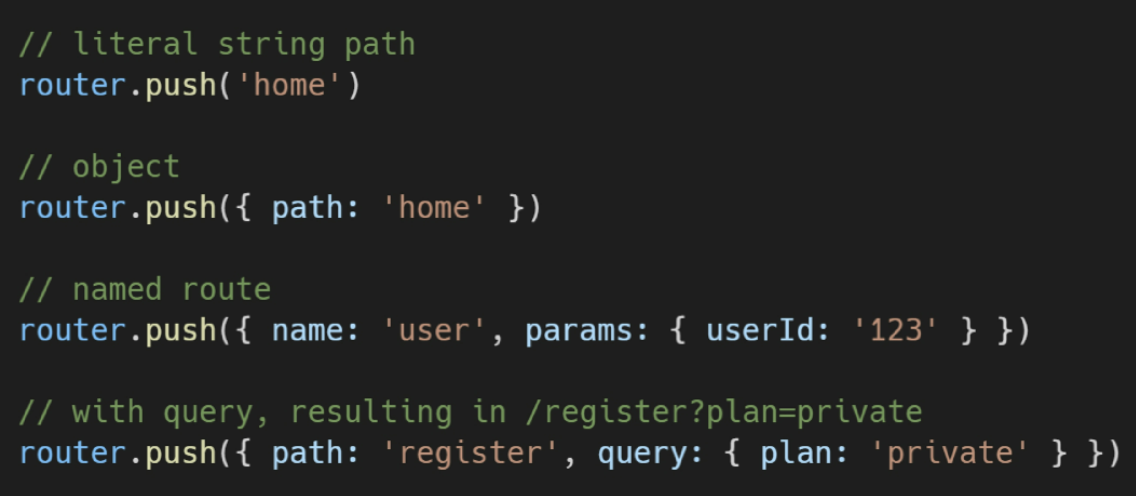 // literal string path
router.push('home')
// object
router.push({ path: 'home' })
// named route
router.push({ name: 'user', params: { userId: '123' } })
// with query, resulting in /register?plan=private
router.push({ path: 'register', query: { plan: 'private' } })